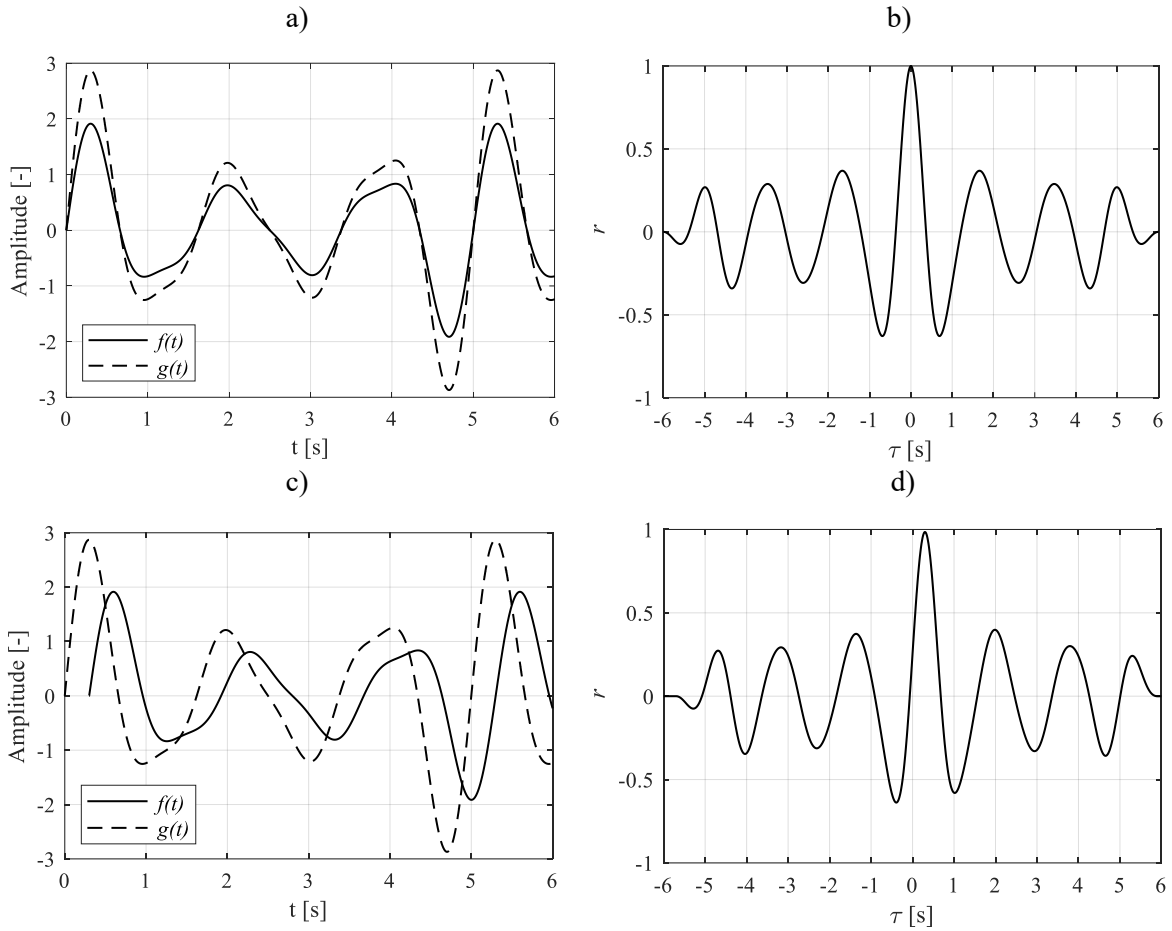 a)
3
2
1
0
-1
-2
-3
Amplitude [-]
f(t)
g(t)
0 1 2 3 4 5 6
t [s]
b)
1
0.5
0
-0.5
-1
r
-6 -5 -4 -3 -2 -1 0 1 2 3 4 5 6
τ [s]
c)
3
2
1
0
-1
-2
-3
Amplitude [-]
f(t)
g(t)
0 1 2 3 4 5 6
t [s]
d)
1
0.5
0
-0.5
-1
r
-6 -5 -4 -3 -2 -1 0 1 2 3 4 5 6
τ [s]